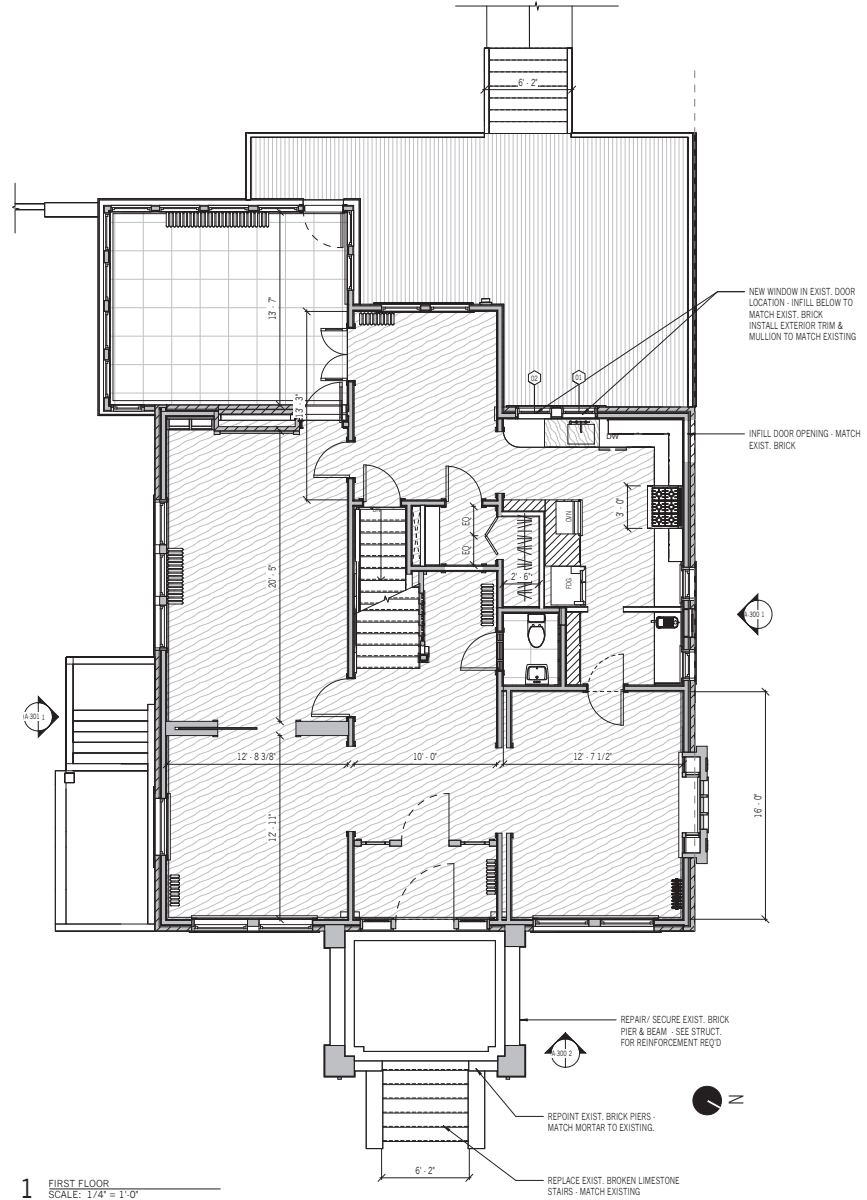 6' - 2"
NEW WINDOW IN EXIST. DOOR
LOCATION - INFILL BELOW TO
MATCH EXIST. BRICK
INSTALL EXTERIOR TRIM &
MULLION TO MATCH EXISTING
13' - 7"
02
01
13' - 3"
DW
INFILL DOOR OPENING - MATCH
EXIST. BRICK
3' - 0"
EQ
EQ
OVN
20' - 5"
2' - 6"
FDG
A-300 1
A-301 1
12' - 8 3/8"
10' - 0"
12' - 7 1/2"
12' - 11"
16' - 0"
REPAIR/ SECURE EXIST. BRICK
PIER & BEAM - SEE STRUCT.
FOR REINFORCEMENT REQ'D
A-300 2
N
REPOINT EXIST. BRICK PIERS -
MATCH MORTAR TO EXISTING.
6' - 2"
REPLACE EXIST. BROKEN LIMESTONE
STAIRS - MATCH EXISTING
1 FIRST FLOOR
SCALE: 1/4" = 1'-0"